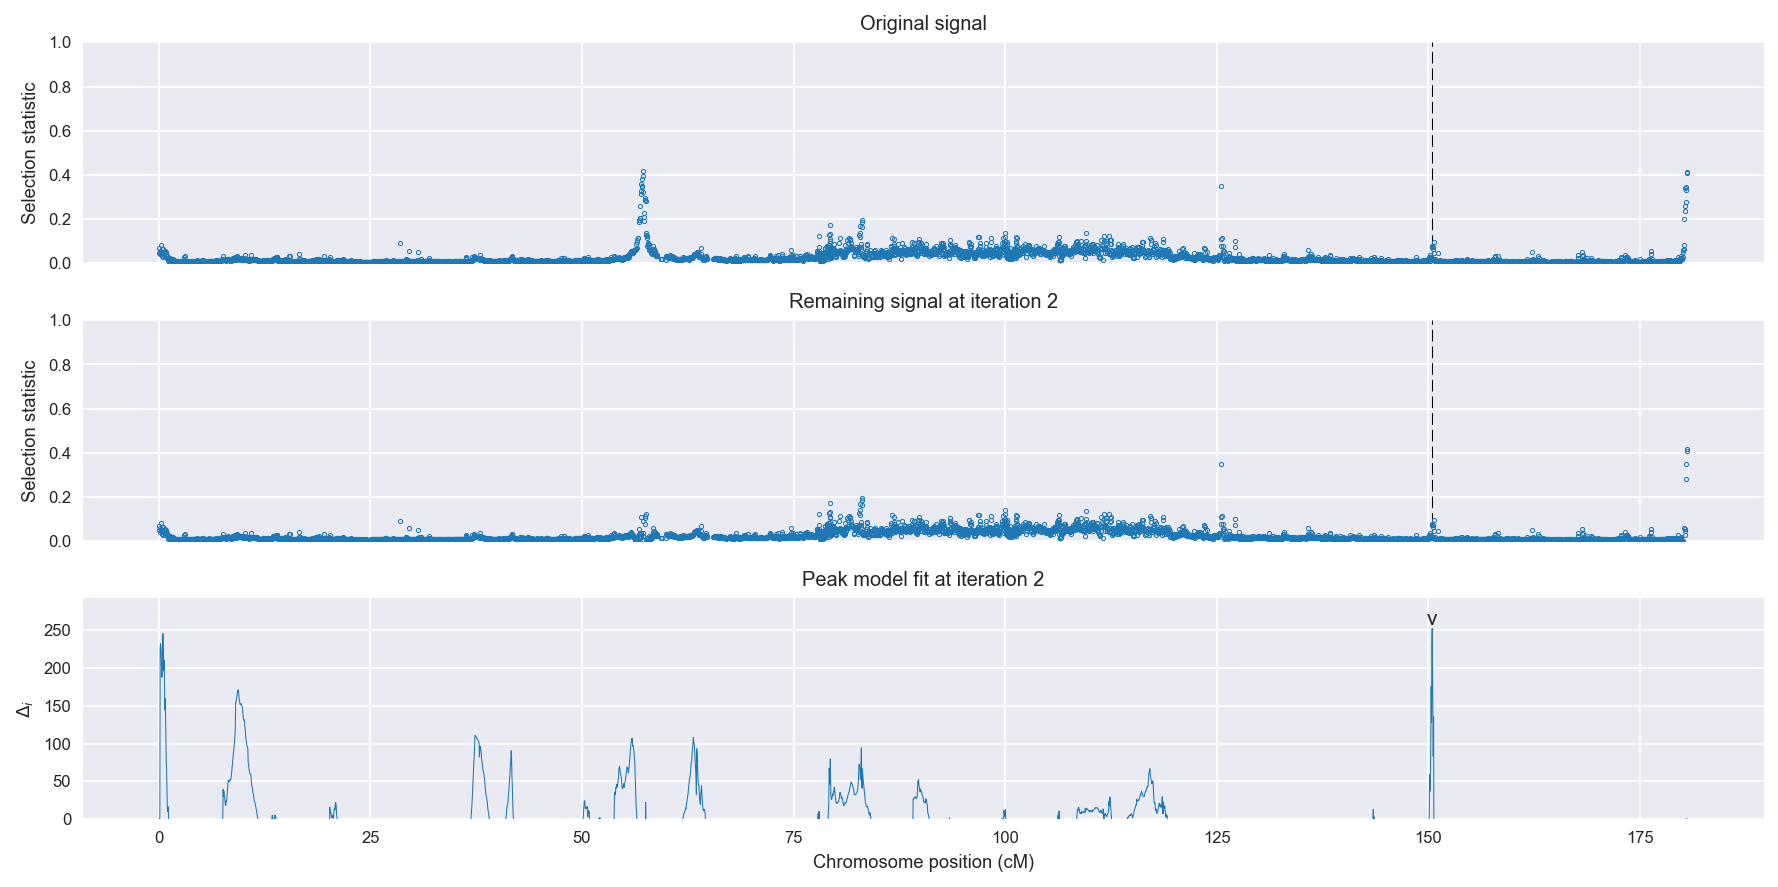 Original signal
1.0
0.8
0.6
0.4
0.2
0.0
Selection statistic
Remaining signal at iteration 2
1.0
0.8
0.6
0.4
0.2
0.0
Selection statistic
Peak model fit at iteration 2
v
250
200
150
100
50
0
Δi
0 25 50 75 100 125 150 175
Chromosome position (cM)